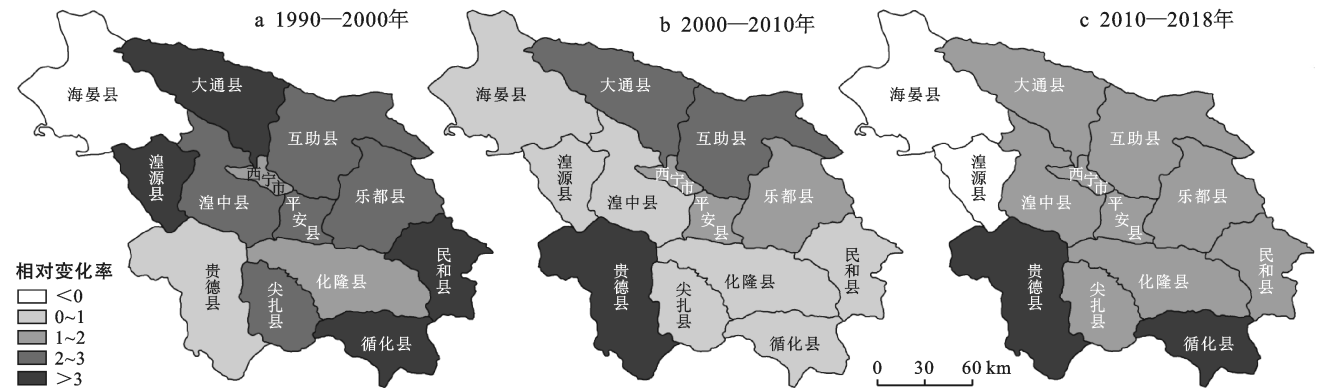 a 1990—2000年
海晏县
大通县
互助县
湟源县
西宁市
湟中县
平安县
乐都县
民和县
贵德县
尖扎县
化隆县
循化县
相对变化率
<0
0~1
1~2
2~3
>3
b 2000—2010年
海晏县
大通县
互助县
湟源县
西宁市
湟中县
平安县
乐都县
民和县
贵德县
尖扎县
化隆县
循化县
c 2010—2018年
海晏县
大通县
互助县
湟源县
西宁市
湟中县
平安县
乐都县
民和县
贵德县
尖扎县
化隆县
循化县
0 30 60 km